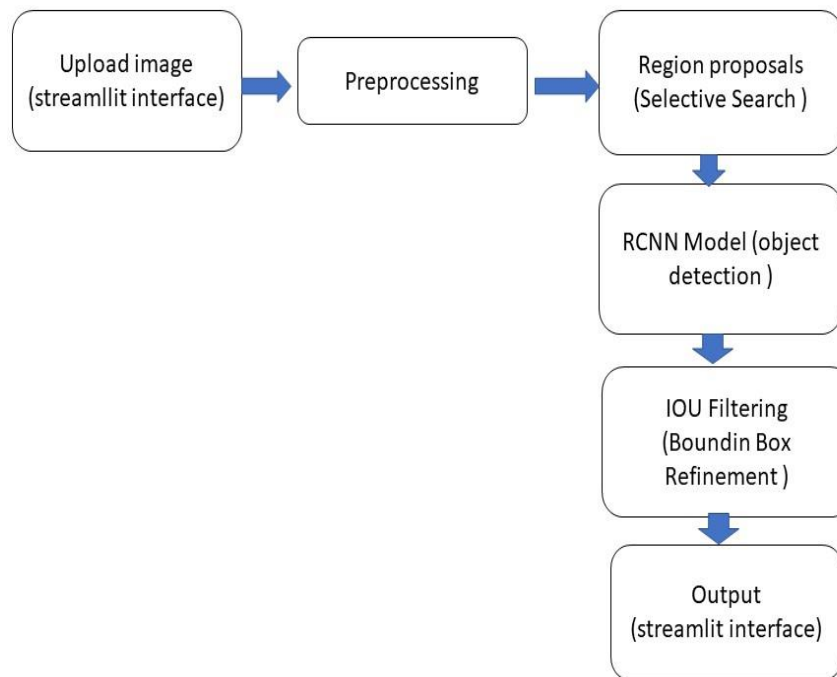 Upload image
(streamllit interface)
Preprocessing
Region proposals
(Selective Search )
RCNN Model (object
detection )
IOU Filtering
(Boundin Box
Refinement )
Output
(streamlit interface)